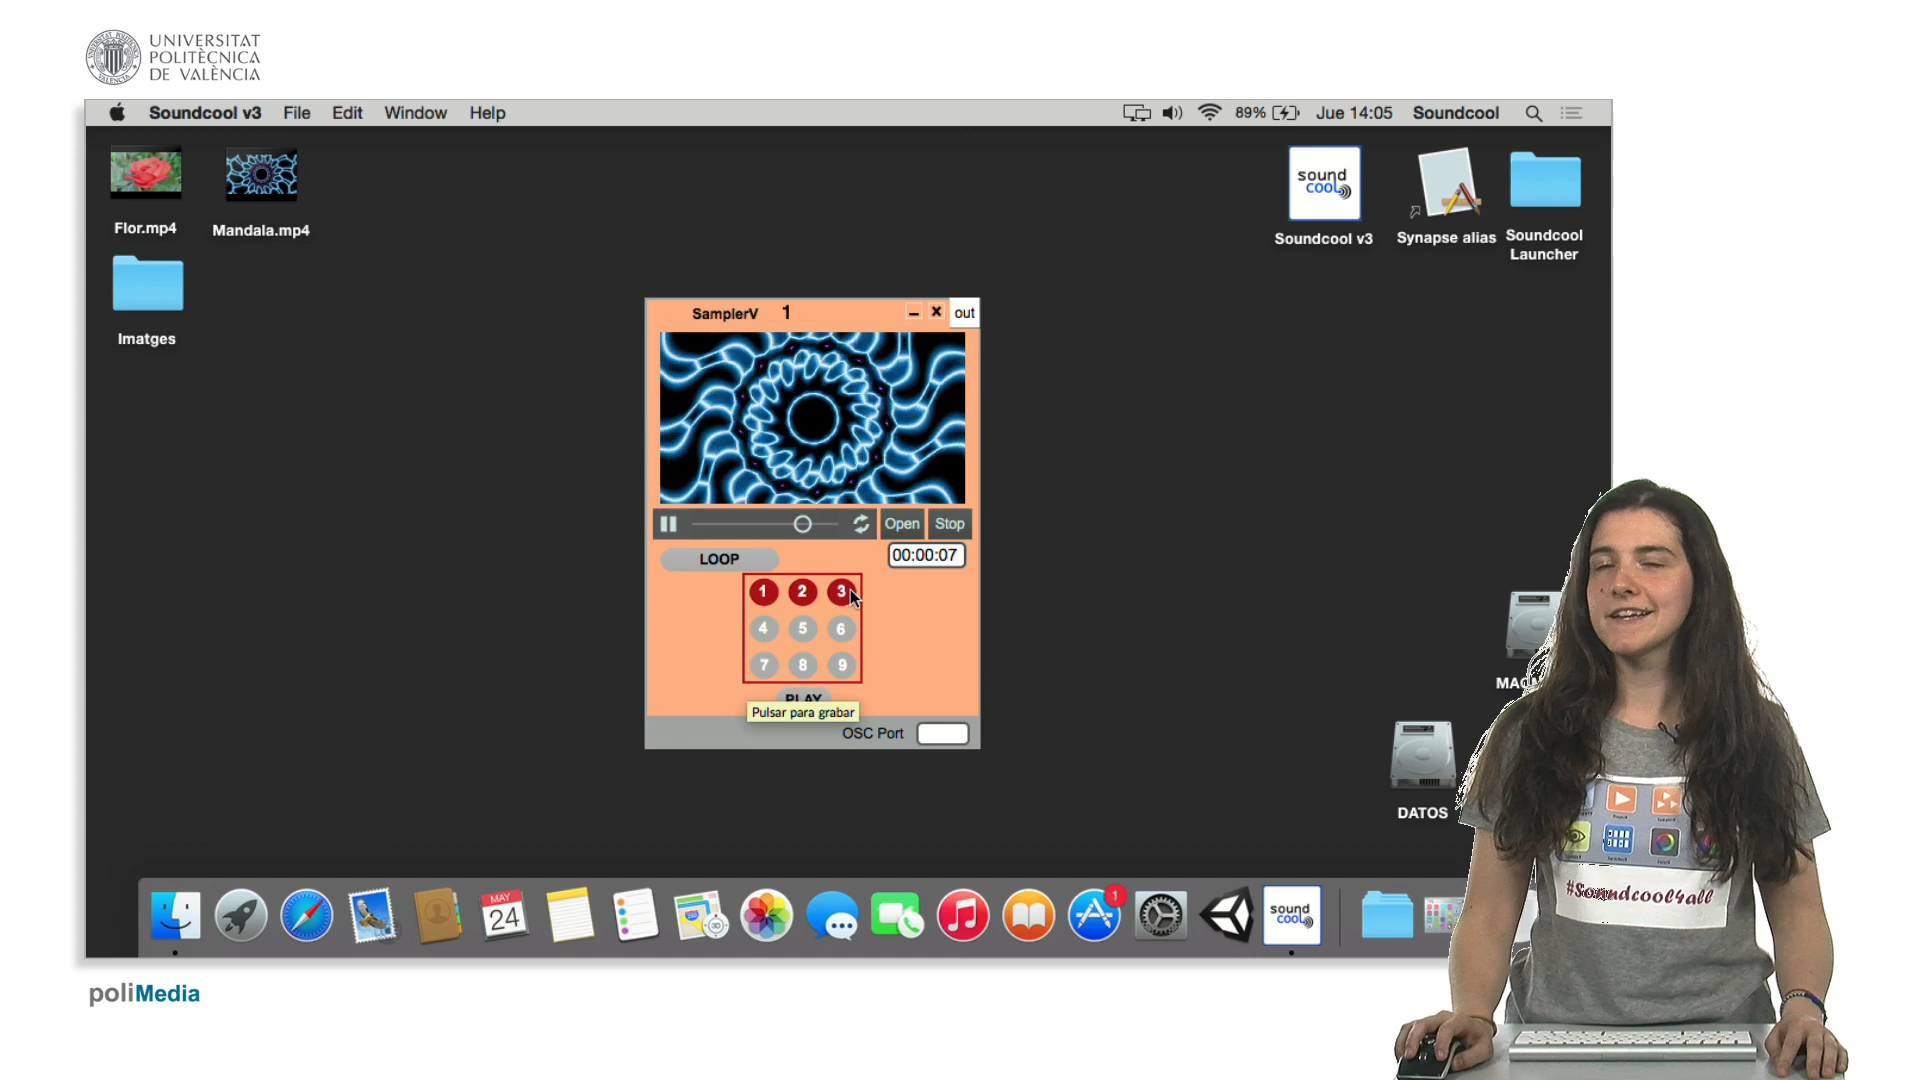 UNIVERSITAT
POLITÈCNICA
DE VALÈNCIA
Soundcool v3 File Edit Window Help 89% Jue 14:05 Soundcool
Flor.mp4
Mandala.mp4
Imatges
sound
cool
Soundcool v3
Synapse alias
Soundcool
Launcher
SamplerV 1 out
Open Stop
LOOP 00:00:07
1 2 3
4 5 6
7 8 9
PLAY
Pulsar para grabar
OSC Port
DATOS
#Soundcool4all
MAY
24
1
sound
cool
poliMedia